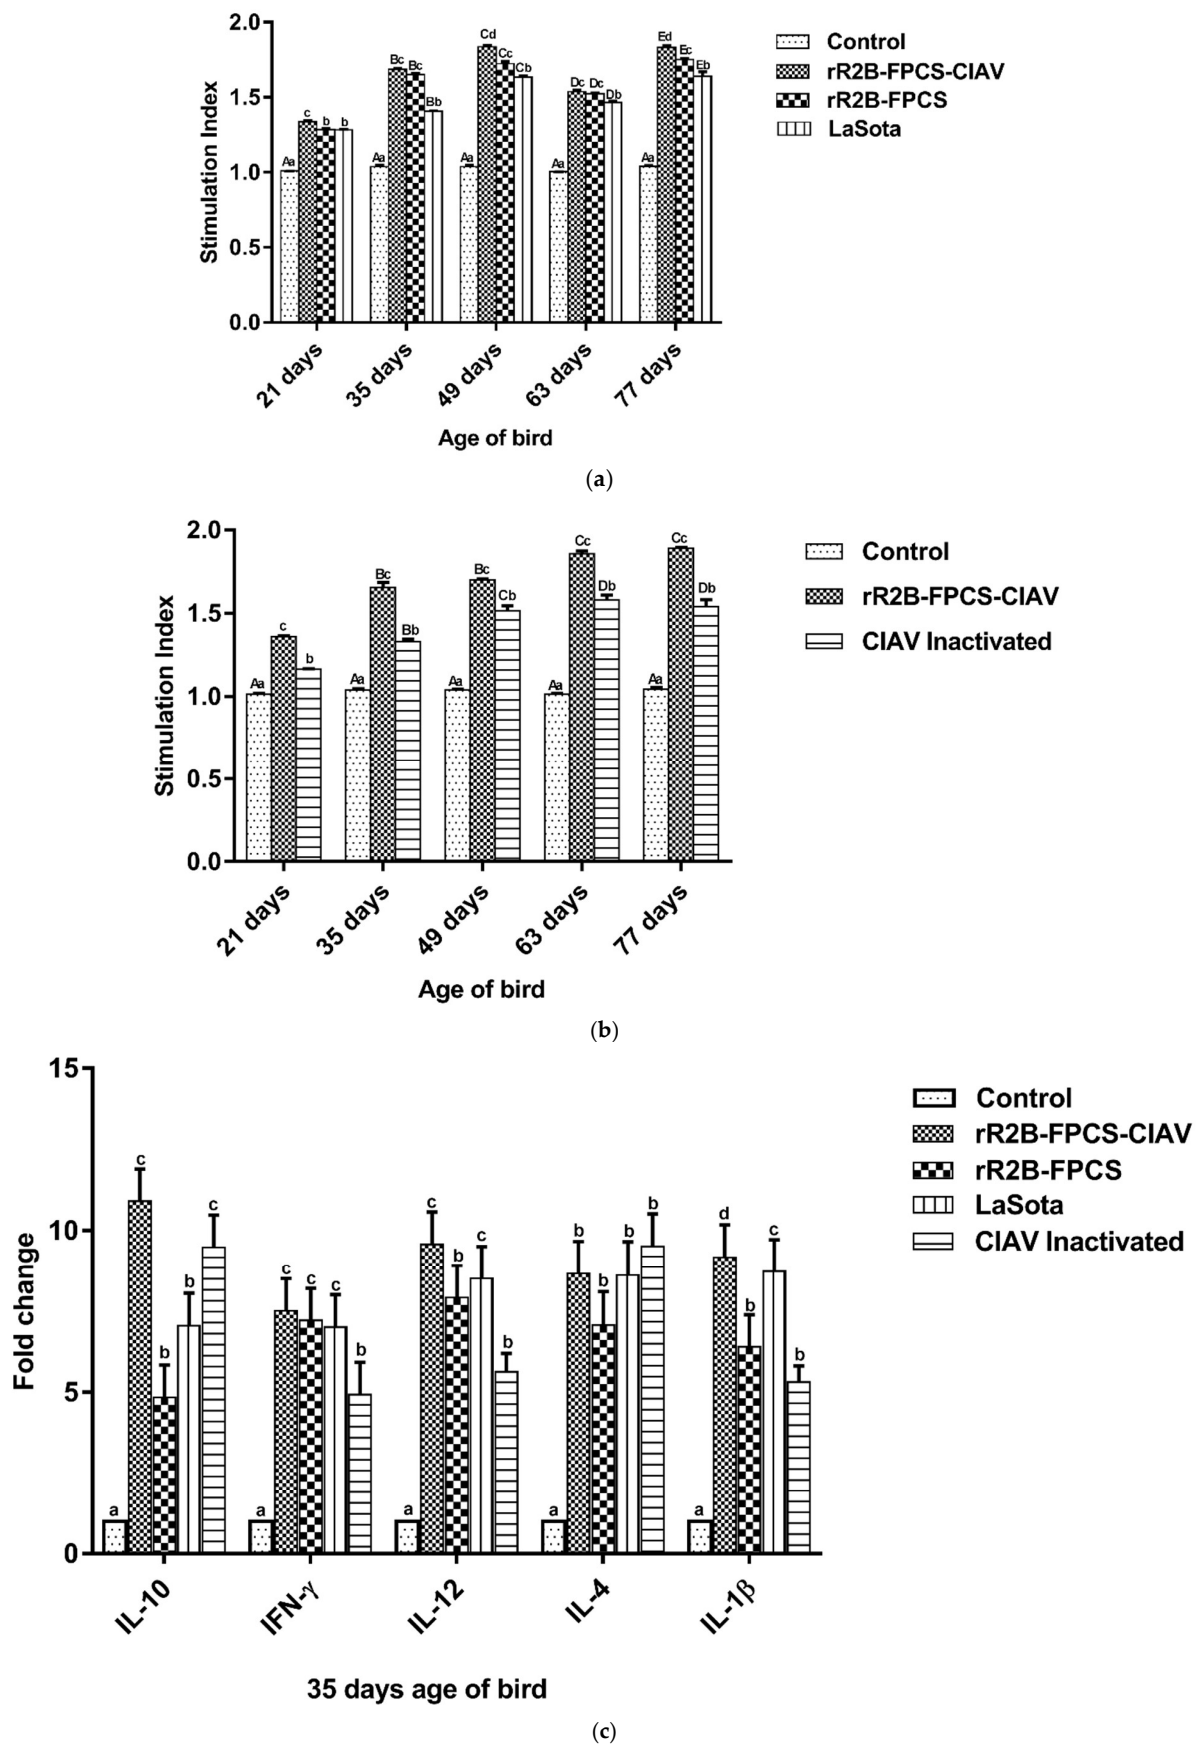 2.0
1.5
1.0
0.5
0.0
Stimulation Index
Aa c b b
Aa Bc Bc Bb
Aa Cd Cc Cb
Aa Dc Dc Db
Aa Ed Ec Eb
Control
rR2B-FPCS-CIAV
rR2B-FPCS
LaSota
21 days 35 days 49 days 63 days 77 days
Age of bird
(a)
2.0
1.5
1.0
0.5
0.0
Stimulation Index
Aa c b
Aa Bc Bb
Aa Bc Cb
Aa Cc Db
Aa Cc Db
Control
rR2B-FPCS-CIAV
CIAV Inactivated
21 days 35 days 49 days 63 days 77 days
Age of bird
(b)
15
10
5
0
Fold change
a c b b c
a c c c b
a c b c b
a b b b b
a d b c b
Control
rR2B-FPCS-CIAV
rR2B-FPCS
LaSota
CIAV Inactivated
IL-10 IFN-γ IL-12 IL-4 IL-1β
35 days age of bird
(c)